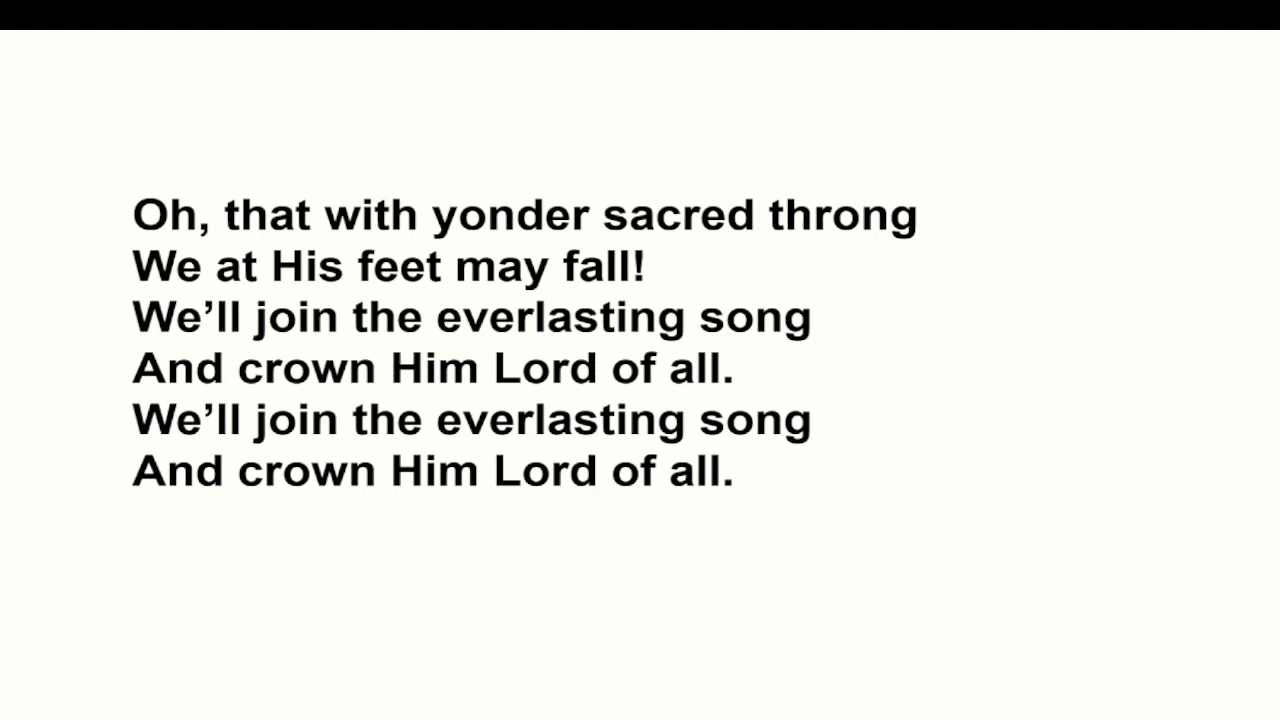 Oh, that with yonder sacred throng
We at His feet may fall!
We’ll join the everlasting song
And crown Him Lord of all.
We’ll join the everlasting song
And crown Him Lord of all.